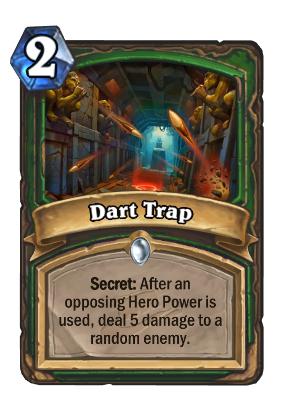 2
Dart Trap
Secret: After an
opposing Hero Power is
used, deal 5 damage to a
random enemy.